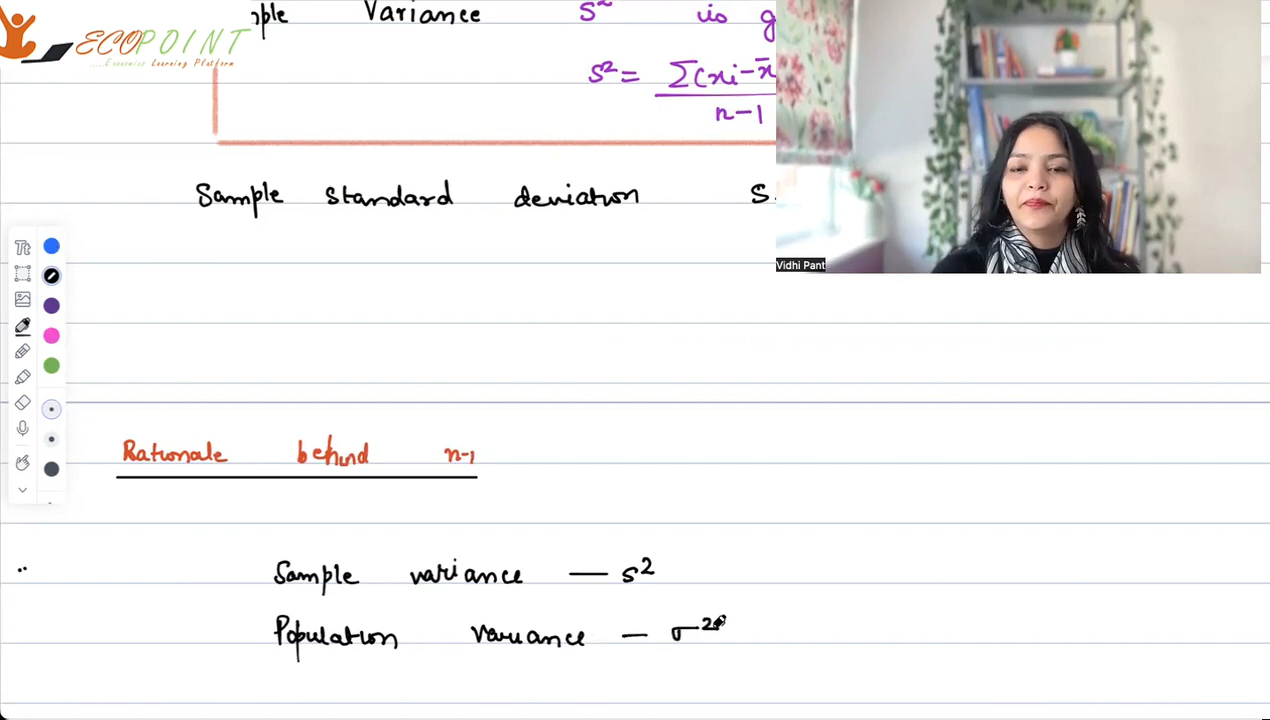 Variance S² is
ECOPOINT
.....Economics Learning Platform
S² = Σ(xi-x̄
n-1
Sample standard deviation S.
Vidhi Pant
Tt
Rationale behind n-1
Sample variance — s²
Population variance — σ²